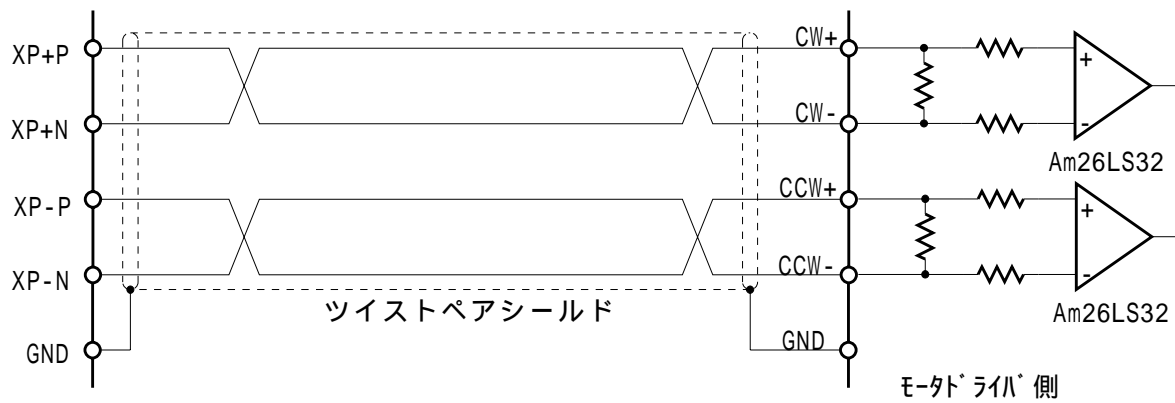 XP+P
XP+N
XP-P
XP-N
GND
ツイストペアシールド
CW+
CW-
CCW+
CCW-
GND
+
-
Am26LS32
+
-
Am26LS32
ﾓｰﾀﾄﾞﾗｲﾊﾞ側